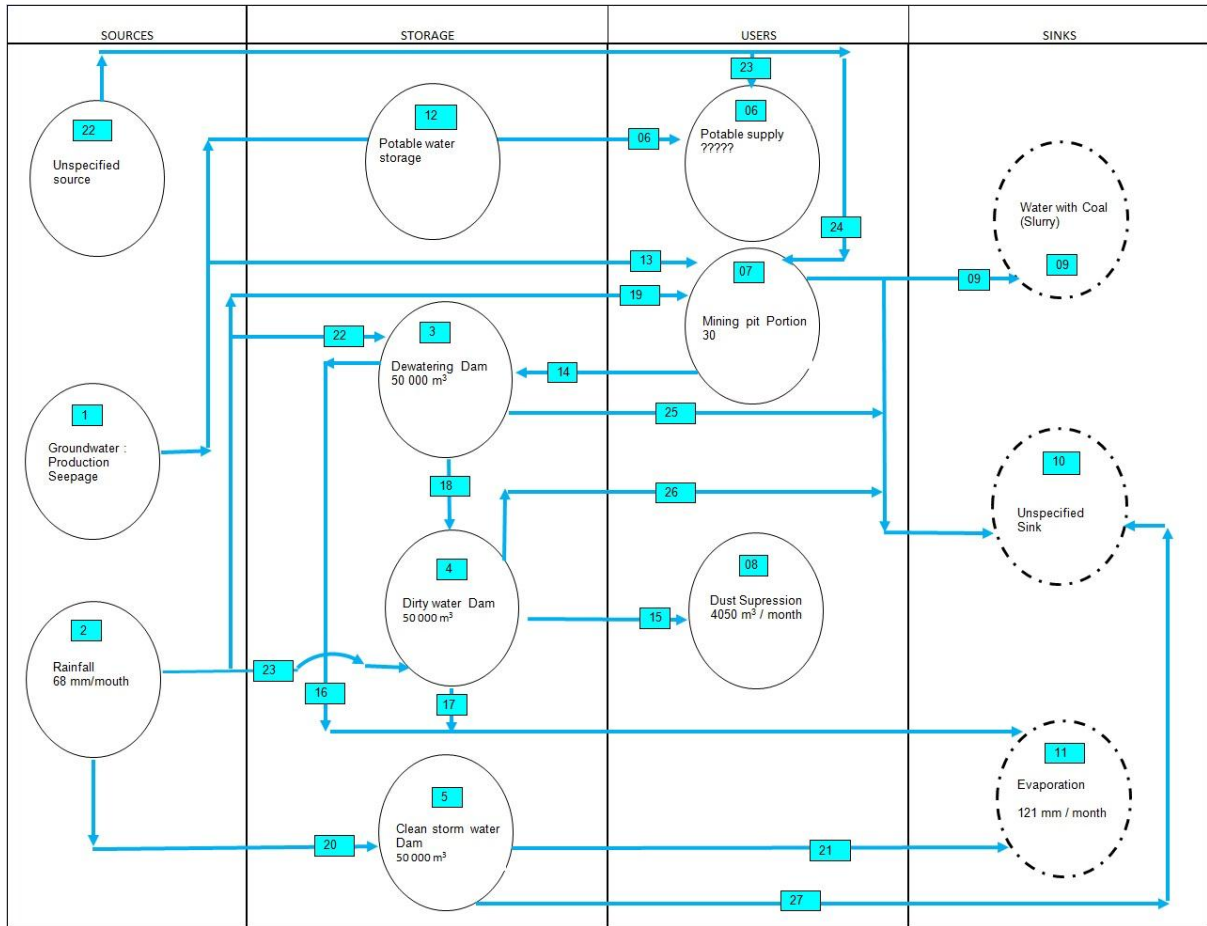 SOURCES
STORAGE
USERS
SINKS
22
Unspecified
source
1
Groundwater :
Production
Seepage
2
Rainfall
68 mm/mouth
12
Potable water
storage
3
Dewatering Dam
50 000 m³
4
Dirty water Dam
50 000 m³
5
Clean storm water
Dam
50 000 m³
22
18
23
16
17
20
23
06
Potable supply
?????
06
24
13
07
Mining pit Portion
30
19
14
25
26
08
Dust Supression
4050 m³ / month
15
21
27
Water with Coal
(Slurry)
09
09
10
Unspecified
Sink
11
Evaporation
121 mm / month